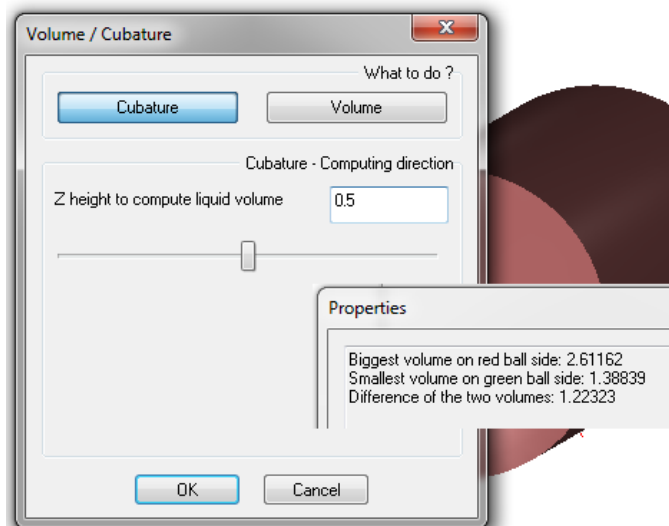 Volume / Cubature
What to do ?
Cubature
Volume
Cubature - Computing direction
Z height to compute liquid volume
0.5
Properties
Biggest volume on red ball side: 2.61162
Smallest volume on green ball side: 1.38839
Difference of the two volumes: 1.22323
OK
Cancel